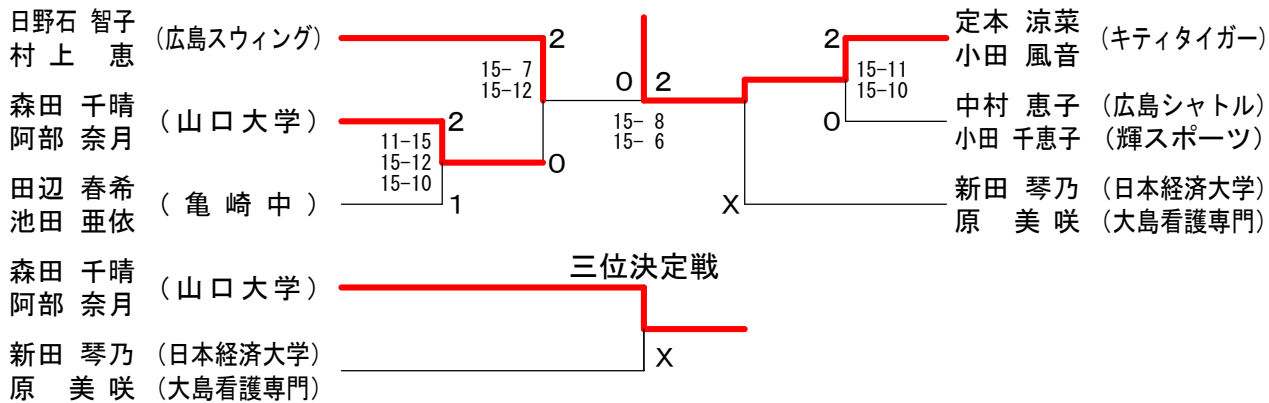 日野石 智子 (広島スウィング)
村上 恵
2
15- 7
15-12
森田 千晴 (山口大学)
阿部 奈月
2
11-15
15-12
15-10
0
田辺 春希 (亀崎中)
池田 亜依
1
0 2
15- 8
15- 6
定本 涼菜 (キティタイガー)
小田 風音
2
15-11
15-10
中村 恵子 (広島シャトル)
小田 千恵子 (輝スポーツ)
0
新田 琴乃 (日本経済大学)
原 美咲 (大島看護専門)
X
三位決定戦
森田 千晴 (山口大学)
阿部 奈月
新田 琴乃 (日本経済大学)
原 美咲 (大島看護専門)
X